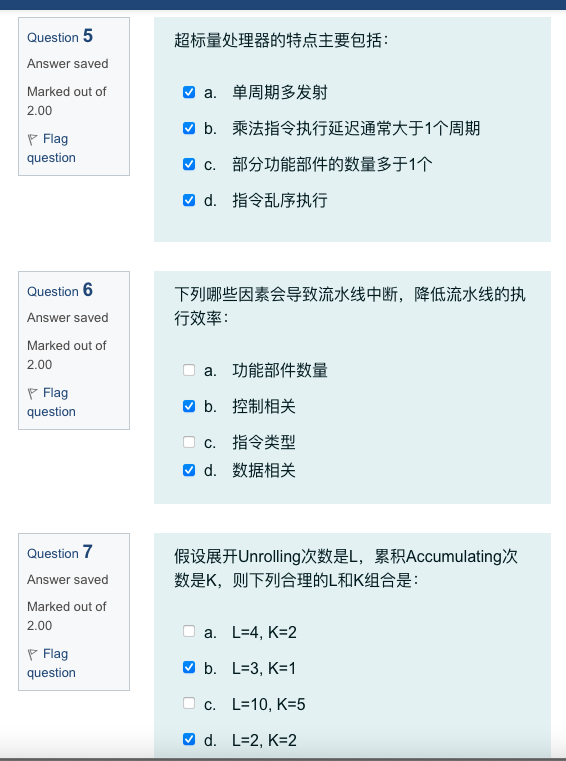 Question 5
Answer saved
Marked out of
2.00
Flag
question
超标量处理器的特点主要包括：
a. 单周期多发射
b. 乘法指令执行延迟通常大于1个周期
c. 部分功能部件的数量多于1个
d. 指令乱序执行
Question 6
Answer saved
Marked out of
2.00
Flag
question
下列哪些因素会导致流水线中断，降低流水线的执
行效率：
a. 功能部件数量
b. 控制相关
c. 指令类型
d. 数据相关
Question 7
Answer saved
Marked out of
2.00
Flag
question
假设展开Unrolling次数是L，累积Accumulating次
数是K，则下列合理的L和K组合是：
a. L=4, K=2
b. L=3, K=1
c. L=10, K=5
d. L=2, K=2